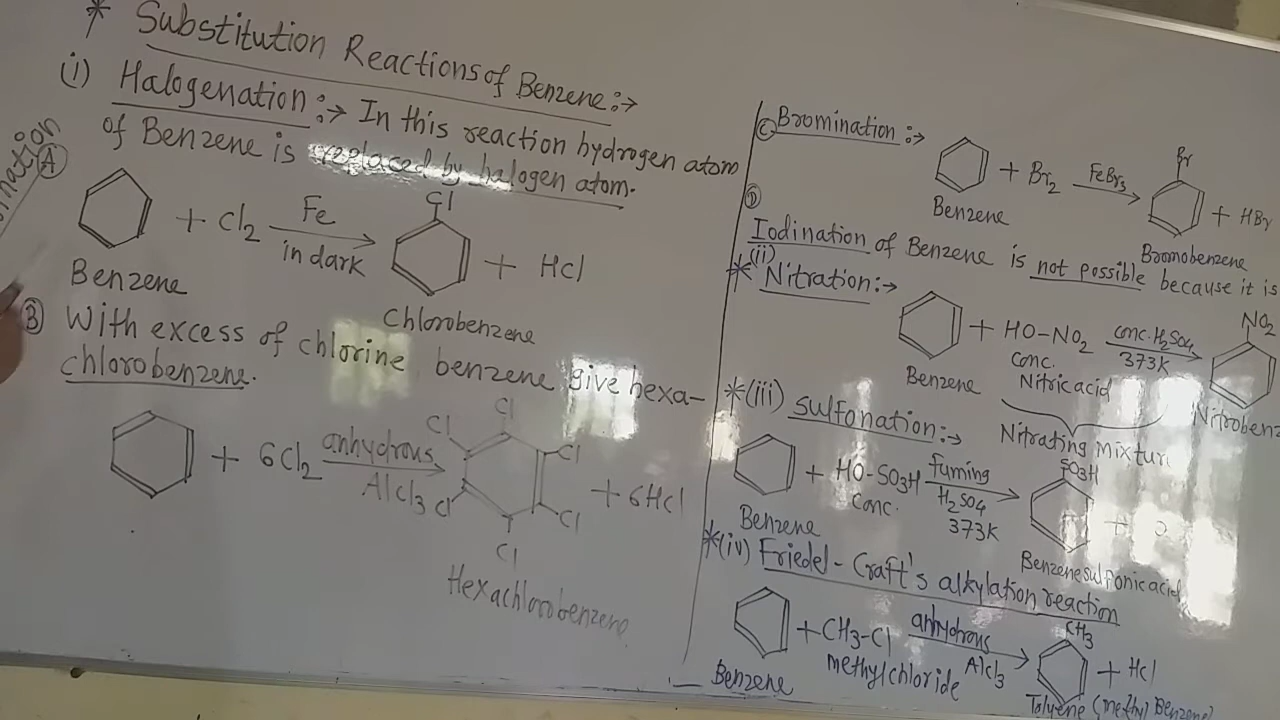 * Substitution Reactions of Benzene :->
(i) Halogenation :-> In this reaction hydrogen atom
of Benzene is replaced by halogen atom.
(A)
+ Cl2 Fe
in dark
Cl
+ HCl
Benzene
Chlorobenzene
(B) With excess of chlorine, benzene give hexa-
chlorobenzene.
+ 6Cl2 anhydrous
AlCl3
Cl
Cl
Cl
Cl
Cl
Cl
+ 6HCl
Hexachlorobenzene
(C) Bromination :->
+ Br2 FeBr3
Br
+ HBr
Benzene
Bromobenzene
(D)
Iodination of Benzene is not possible because it is
* (ii) Nitration :->
+ HO-NO2 conc. H2SO4
373K
NO2
Benzene
conc.
Nitric acid
Nitrating mixture
* (iii) Sulfonation :->
+ HO-SO3H fuming
Conc.
H2SO4
373K
SO3H
+
Benzene
Benzenesulfonic acid
* (iv) Friedel-Craft's alkylation reaction
+ CH3-Cl anhydrous
AlCl3
CH3
+ HCl
Benzene
methylchloride
Tolyene (methyl Benzene)